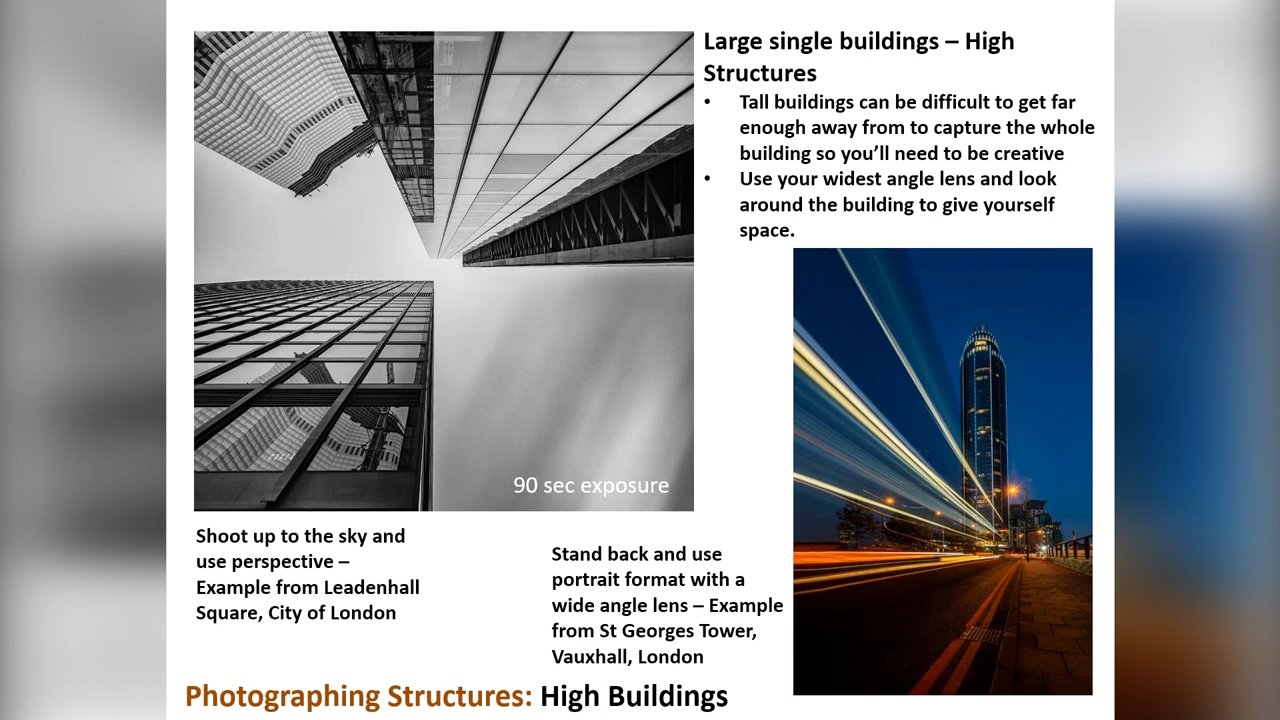 Large single buildings – High
Structures
• Tall buildings can be difficult to get far
enough away from to capture the whole
building so you’ll need to be creative
• Use your widest angle lens and look
around the building to give yourself
space.
90 sec exposure
Shoot up to the sky and
use perspective –
Example from Leadenhall
Square, City of London
Stand back and use
portrait format with a
wide angle lens – Example
from St Georges Tower,
Vauxhall, London
Photographing Structures: High Buildings